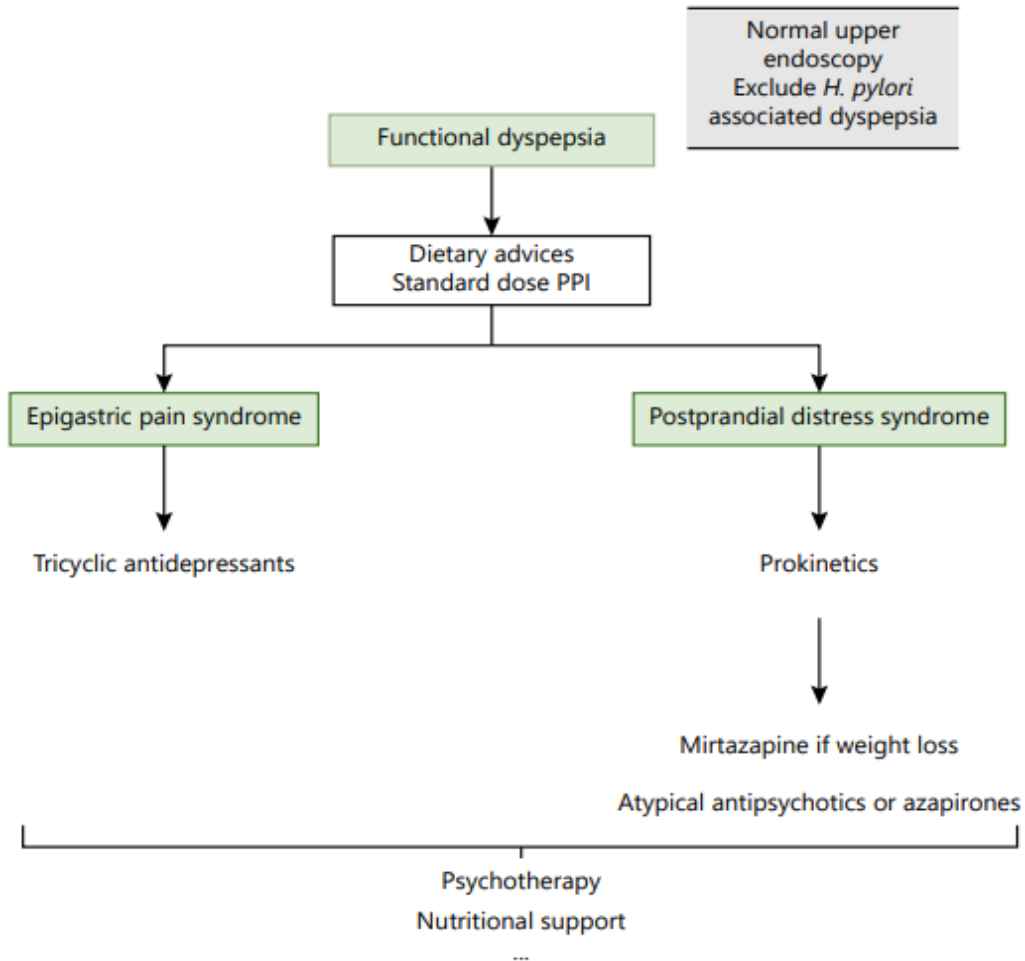 Normal upper
endoscopy
Exclude H. pylori
associated dyspepsia
Functional dyspepsia
Dietary advices
Standard dose PPI
Epigastric pain syndrome
Postprandial distress syndrome
Tricyclic antidepressants
Prokinetics
Mirtazapine if weight loss
Atypical antipsychotics or azapirones
Psychotherapy
Nutritional support
...